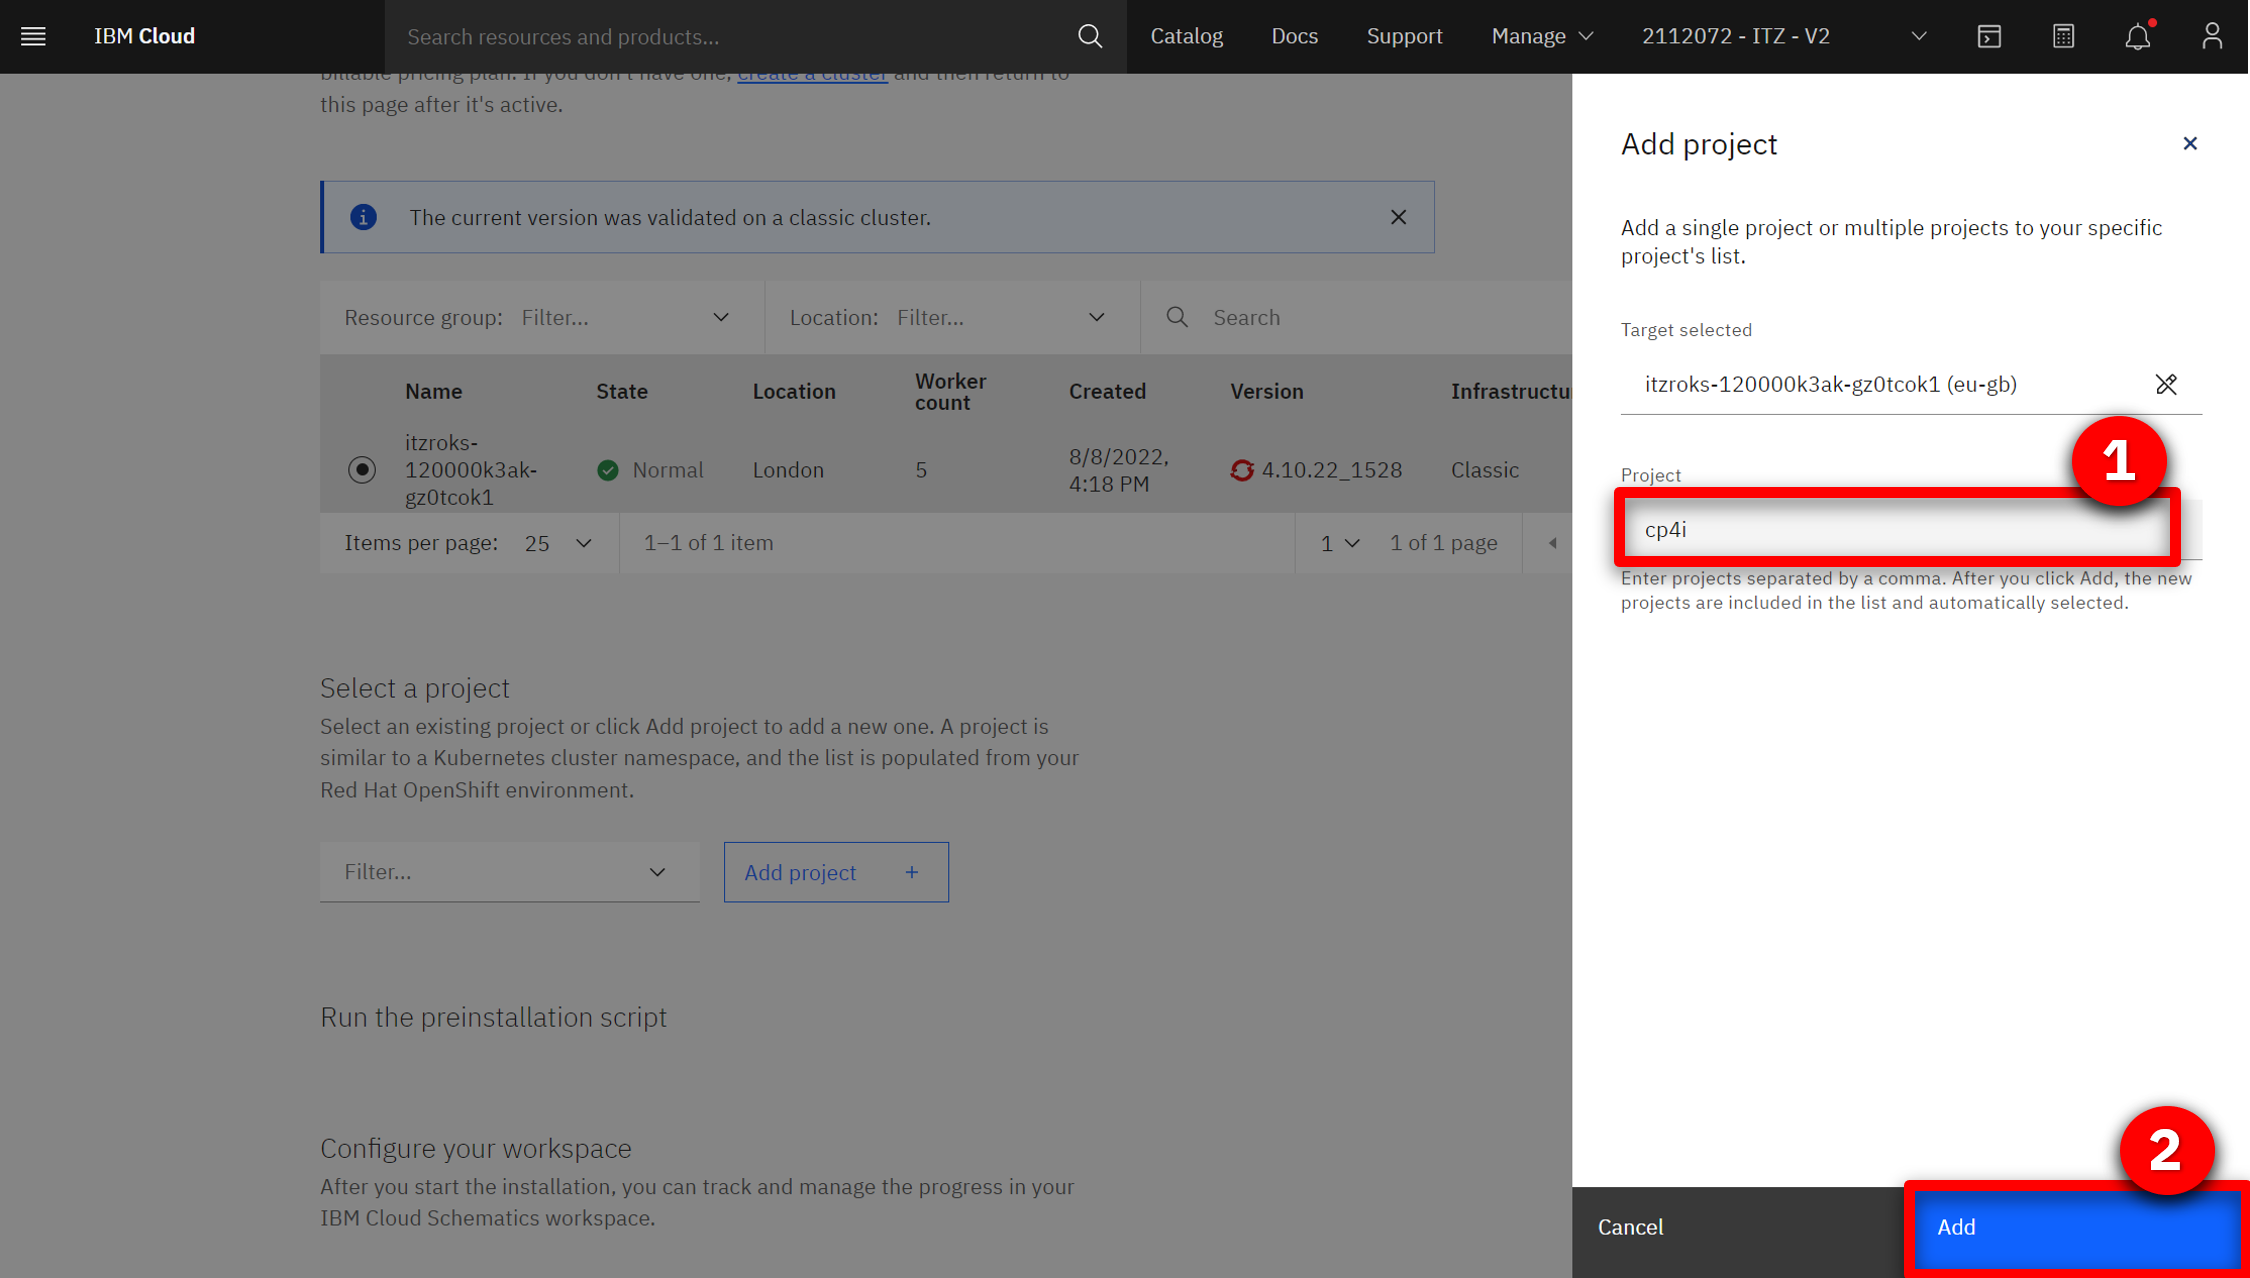 IBM Cloud
Search resources and products...
Catalog
Docs
Support
Manage
2112072 - ITZ - V2
billable pricing plan. If you don't have one, create a cluster and then return to
this page after it's active.
The current version was validated on a classic cluster.
Resource group: Filter...
Location: Filter...
Search
Name
State
Location
Worker
count
Created
Version
Infrastructu
itzroks-
120000k3ak-
gz0tcok1
Normal
London
5
8/8/2022,
4:18 PM
4.10.22_1528
Classic
Items per page: 25
1–1 of 1 item
1
1 of 1 page
Select a project
Select an existing project or click Add project to add a new one. A project is
similar to a Kubernetes cluster namespace, and the list is populated from your
Red Hat OpenShift environment.
Filter...
Add project +
Run the preinstallation script
Configure your workspace
After you start the installation, you can track and manage the progress in your
IBM Cloud Schematics workspace.
Add project
Add a single project or multiple projects to your specific
project's list.
Target selected
itzroks-120000k3ak-gz0tcok1 (eu-gb)
1
Project
cp4i
Enter projects separated by a comma. After you click Add, the new
projects are included in the list and automatically selected.
2
Cancel
Add